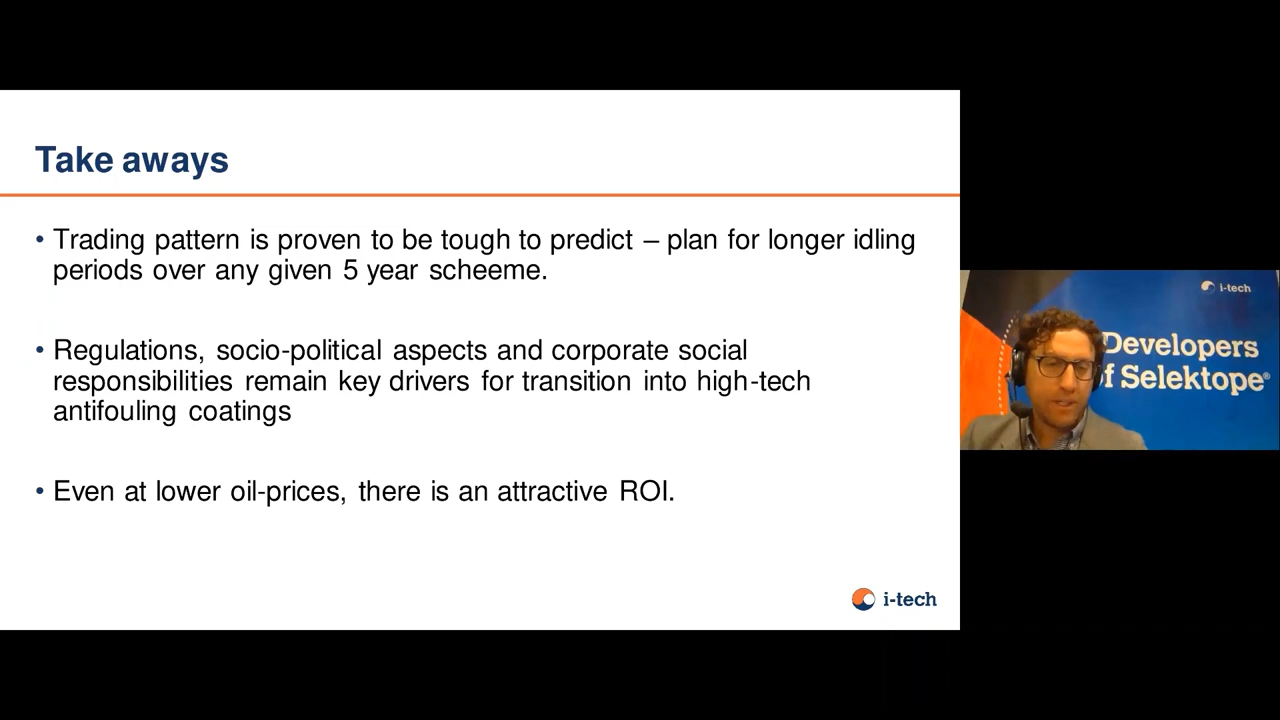 Take aways
• Trading pattern is proven to be tough to predict – plan for longer idling
periods over any given 5 year scheeme.
• Regulations, socio-political aspects and corporate social
responsibilities remain key drivers for transition into high-tech
antifouling coatings
• Even at lower oil-prices, there is an attractive ROI.
i-tech
i-tech
Developers
of Selektope®